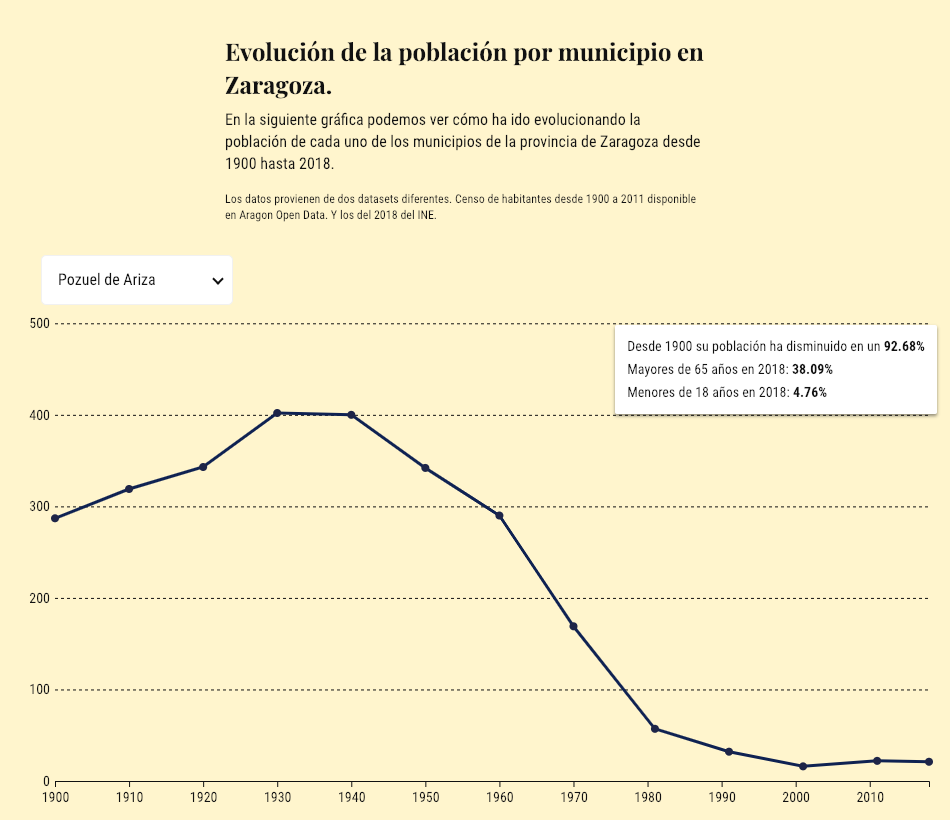 Evolución de la población por municipio en
Zaragoza.
En la siguiente gráfica podemos ver cómo ha ido evolucionando la
población de cada uno de los municipios de la provincia de Zaragoza desde
1900 hasta 2018.
Los datos provienen de dos datasets diferentes. Censo de habitantes desde 1900 a 2011 disponible
en Aragon Open Data. Y los del 2018 del INE.
Pozuel de Ariza
500
Desde 1900 su población ha disminuido en un 92.68%
Mayores de 65 años en 2018: 38.09%
Menores de 18 años en 2018: 4.76%
400
300
200
100
0
1900 1910 1920 1930 1940 1950 1960 1970 1980 1990 2000 2010